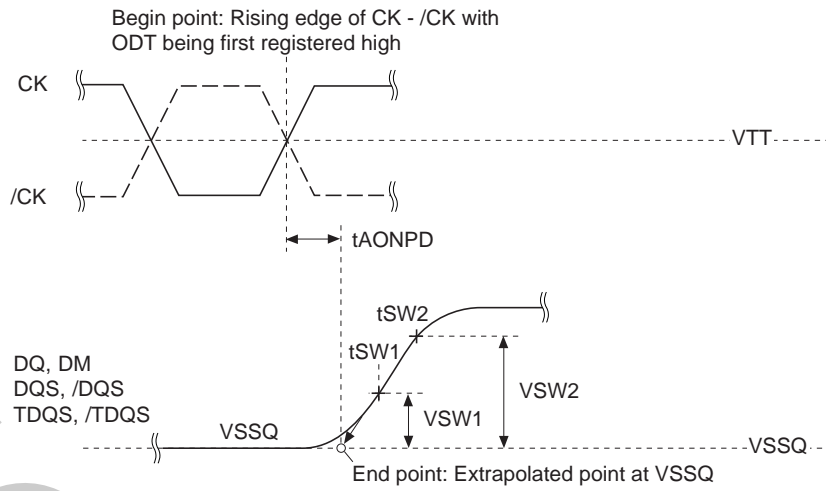 Begin point: Rising edge of CK - /CK with
ODT being first registered high
CK
VTT
/CK
tAONPD
tSW2
tSW1
DQ, DM
DQS, /DQS
TDQS, /TDQS
VSW2
VSW1
VSSQ
VSSQ
End point: Extrapolated point at VSSQ